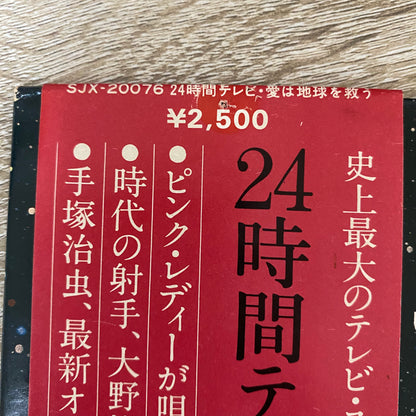 SJX-20076 24時間テレビ・愛は地球を救う
¥2,500
史上最大のテレビ・
24時間テ
●ピンク・レディーが唄
●時代の射手、大野
●手塚治虫、最新オ